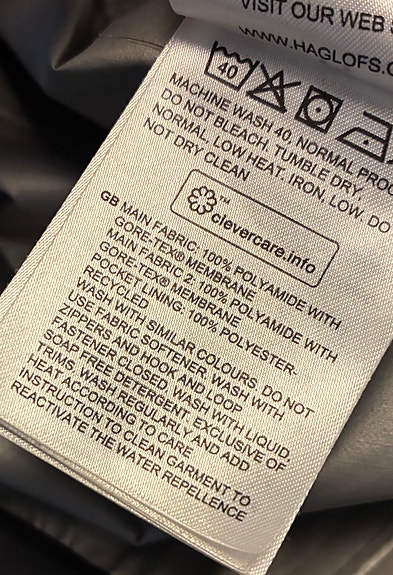 VISIT OUR WEB
WWW.HAGLOFS.
40
MACHINE WASH 40, NORMAL
DO NOT BLEACH. TUMBLE DRY
NORMAL, LOW HEAT. IRON, LOW. DO
NOT DRY CLEAN
™
clevercare.info
GB MAIN FABRIC: 100% POLYAMIDE WITH
GORE-TEX® MEMBRANE
MAIN FABRIC 2: 100% POLYAMIDE WITH
GORE-TEX® MEMBRANE
POCKET LINING: 100% POLYESTER,
RECYCLED
WASH WITH SIMILAR COLOURS, DO NOT
USE FABRIC SOFTENER, WASH WITH
ZIPPERS AND HOOK AND LOOP
FASTENER CLOSED, WASH WITH LIQUID,
SOAP FREE DETERGENT, EXCLUSIVE OF
TRIMS, WASH REGULARLY AND ADD
HEAT ACCORDING TO CARE
INSTRUCTION TO CLEAN GARMENT TO
REACTIVATE THE WATER REPELLENCE